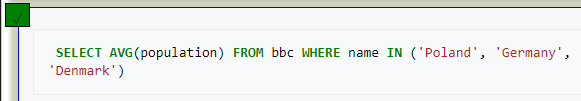 SELECT AVG(population) FROM bbc WHERE name IN ('Poland', 'Germany',
'Denmark')